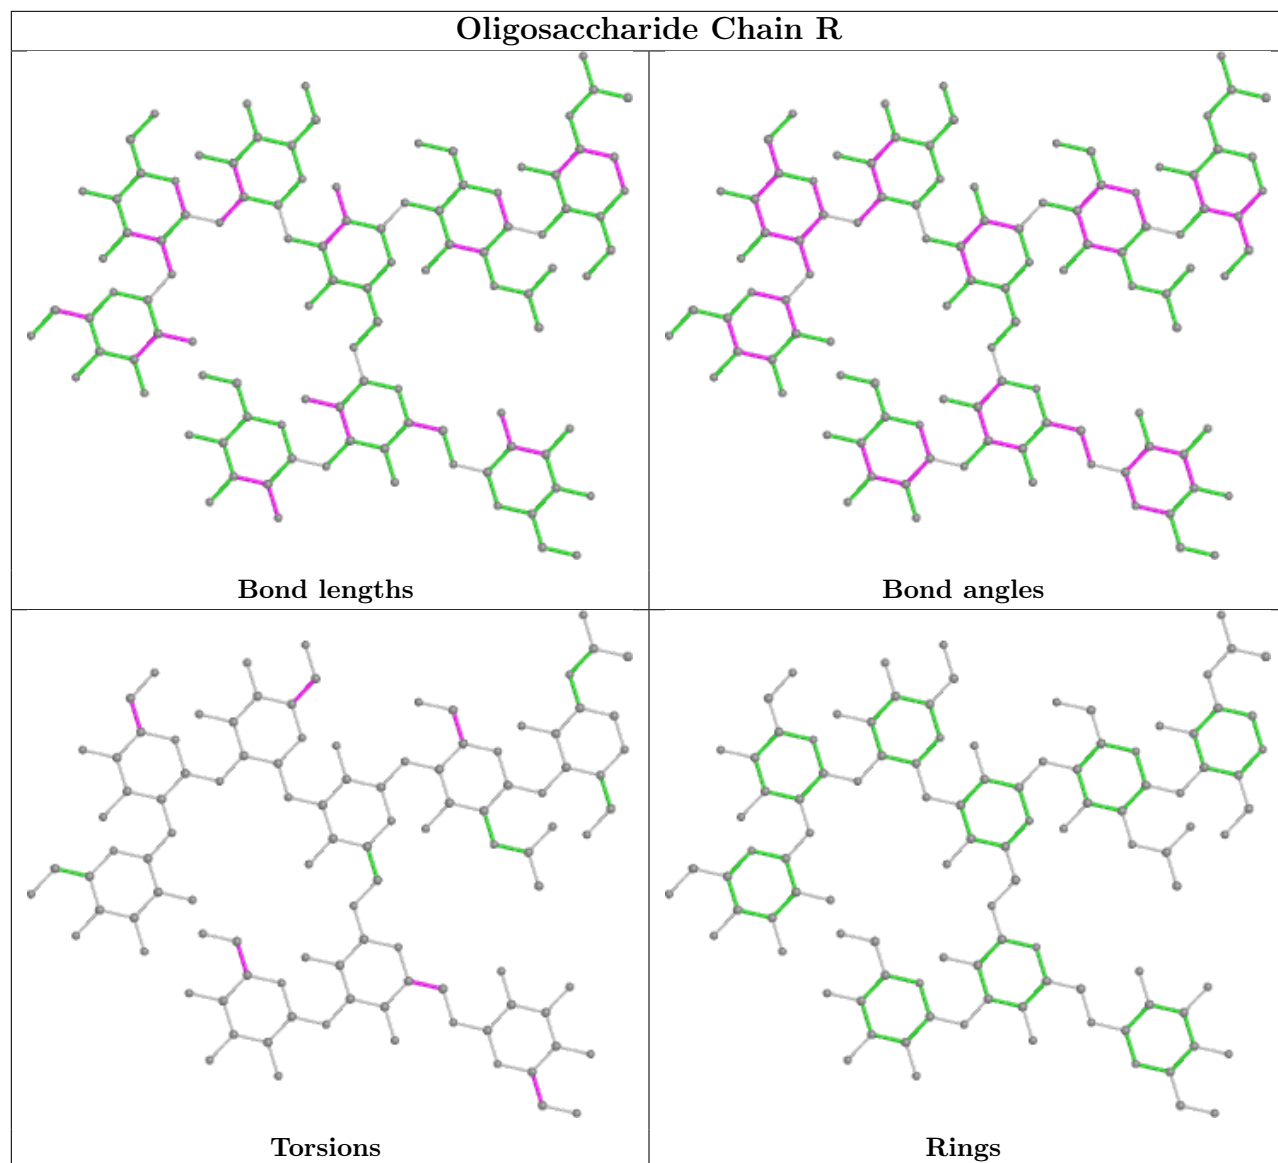 Oligosaccharide Chain R
Bond lengths
Bond angles
Torsions
Rings